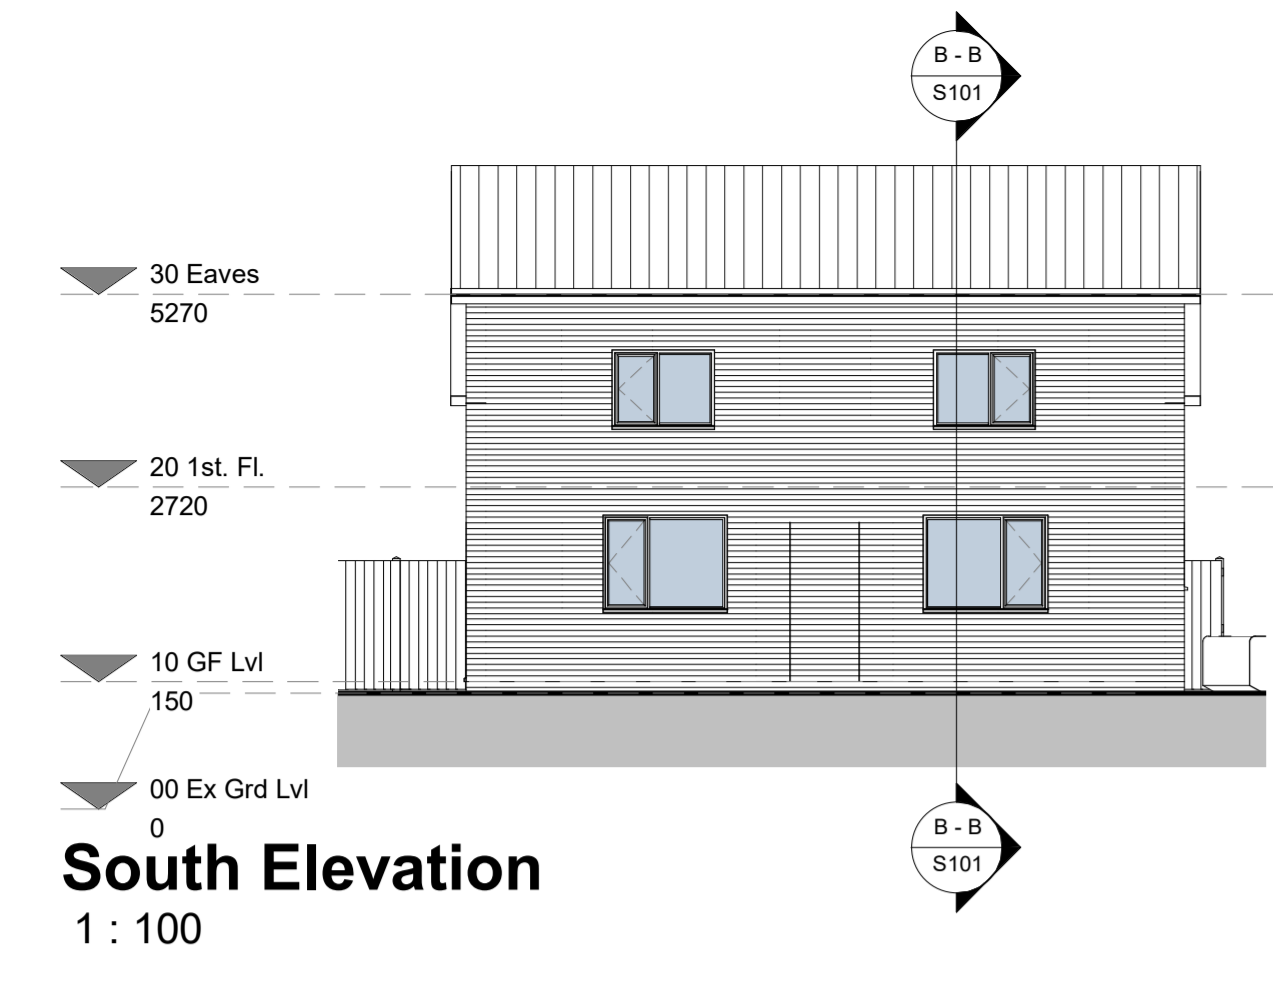 B - B
S101
30 Eaves
5270
20 1st. Fl.
2720
10 GF Lvl
150
00 Ex Grd Lvl
0
B - B
S101
South Elevation
1 : 100